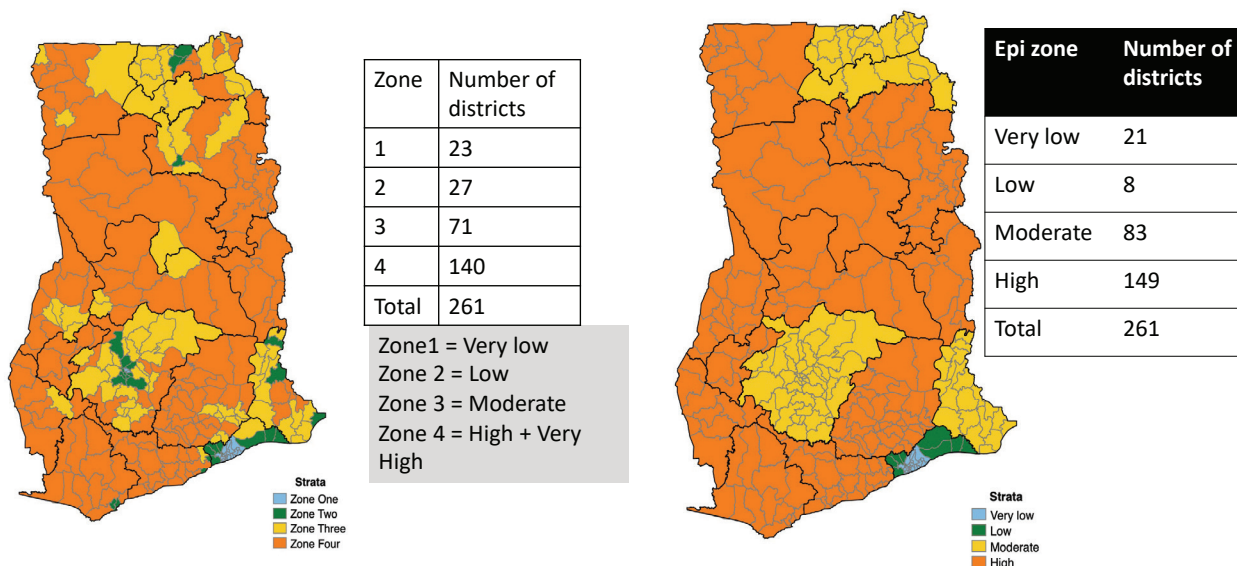 Zone Number of
districts
1 23
2 27
3 71
4 140
Total 261
Zone1 = Very low
Zone 2 = Low
Zone 3 = Moderate
Zone 4 = High + Very
High
Strata
Zone One
Zone Two
Zone Three
Zone Four
Epi zone Number of
districts
Very low 21
Low 8
Moderate 83
High 149
Total 261
Strata
Very low
Low
Moderate
High